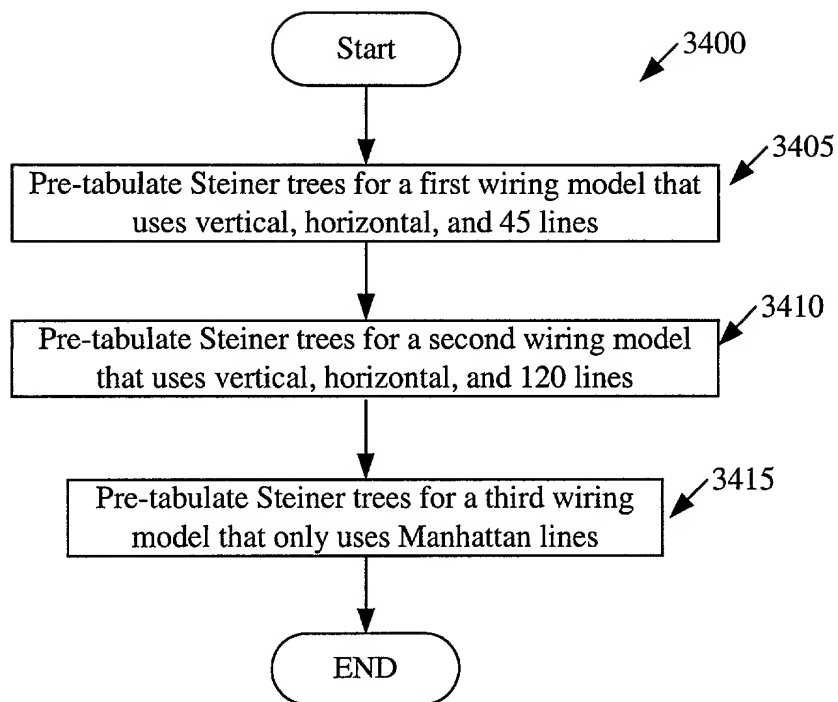 Start
3400
3405
Pre-tabulate Steiner trees for a first wiring model that
uses vertical, horizontal, and 45 lines
3410
Pre-tabulate Steiner trees for a second wiring model
that uses vertical, horizontal, and 120 lines
3415
Pre-tabulate Steiner trees for a third wiring
model that only uses Manhattan lines
END